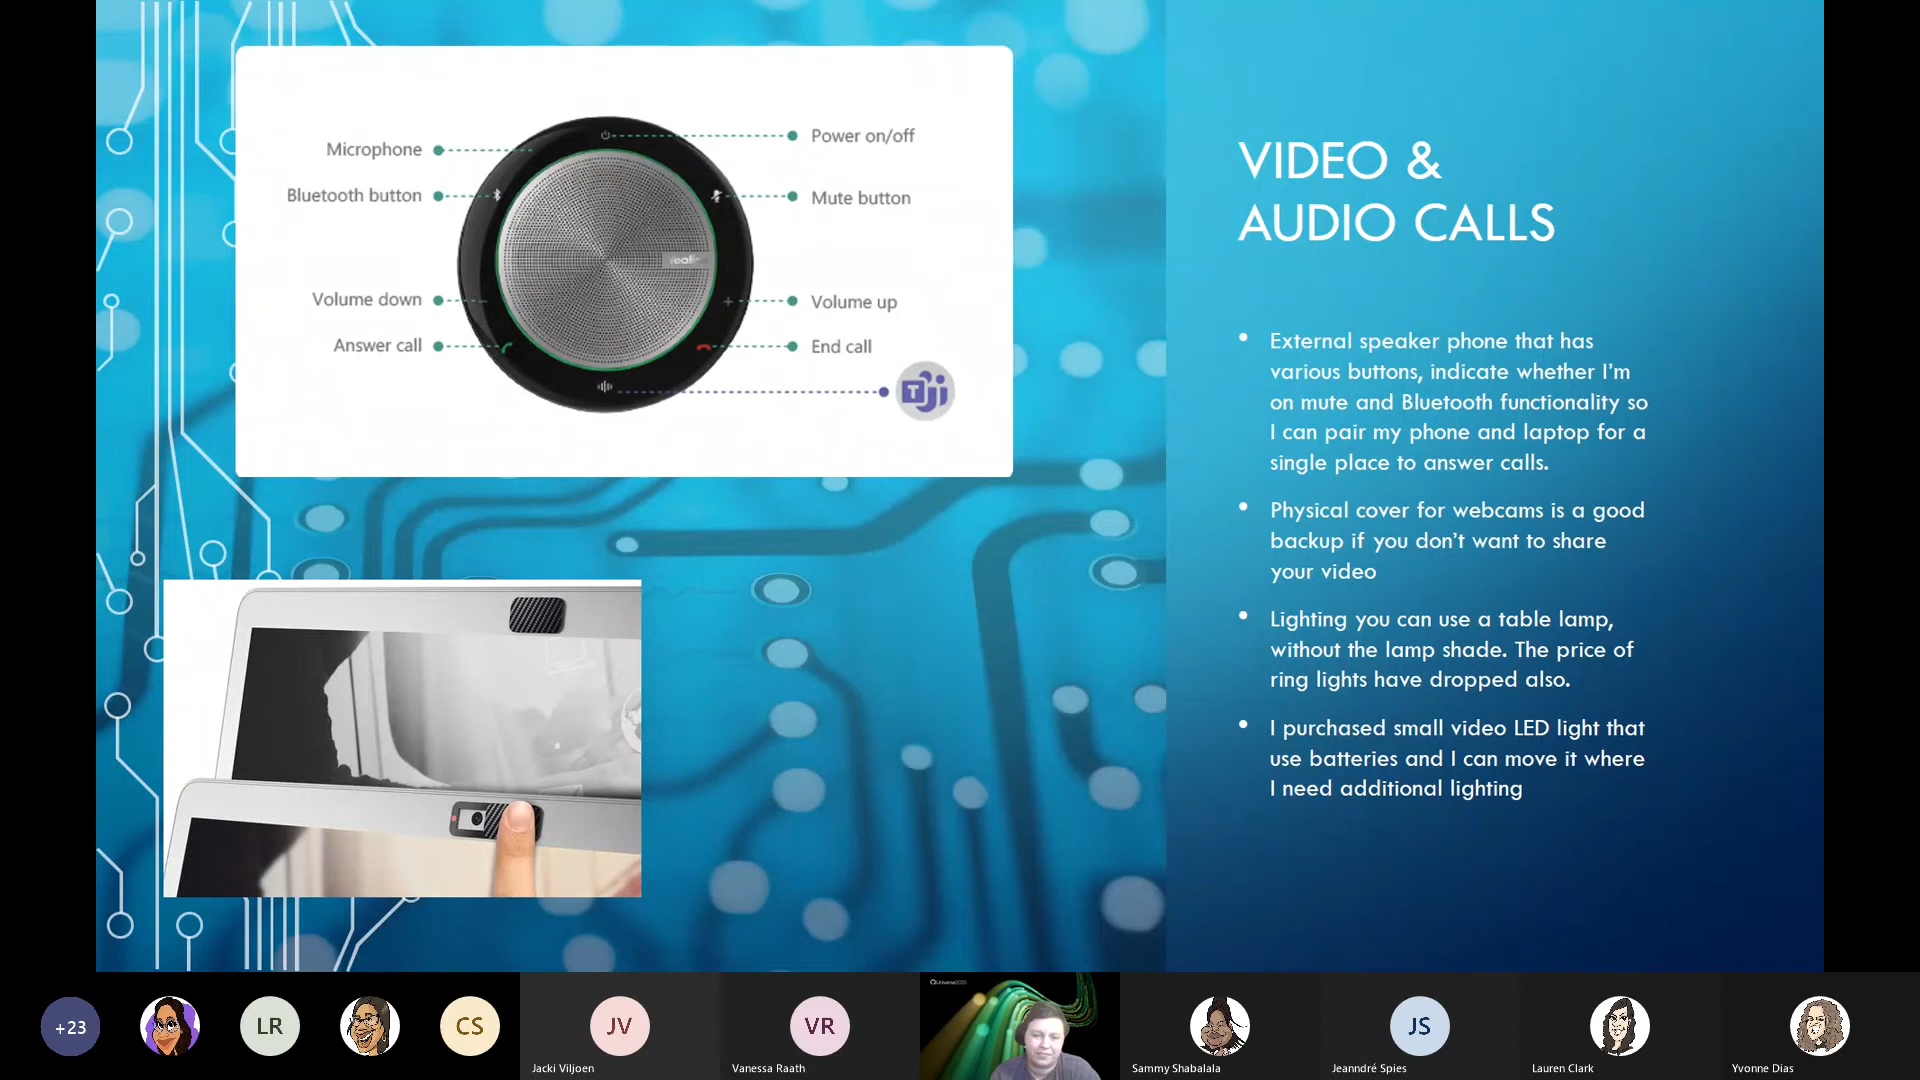 Microphone
Bluetooth button
Volume down
Answer call
Power on/off
Mute button
Volume up
End call
T
VIDEO &
AUDIO CALLS
• External speaker phone that has
various buttons, indicate whether I'm
on mute and Bluetooth functionality so
I can pair my phone and laptop for a
single place to answer calls.
• Physical cover for webcams is a good
backup if you don't want to share
your video
• Lighting you can use a table lamp,
without the lamp shade. The price of
ring lights have dropped also.
• I purchased small video LED light that
use batteries and I can move it where
I need additional lighting
+23
LR
CS
JV
Jacki Viljoen
VR
Vanessa Raath
Universe2020
Sammy Shabalala
JS
Jeanndré Spies
Lauren Clark
Yvonne Dias